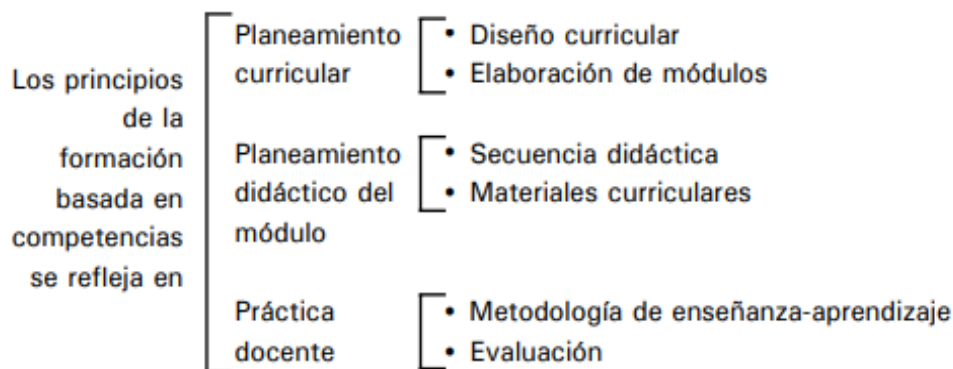 Los principios
de la
formación
basada en
competencias
se refleja en
Planeamiento
curricular
• Diseño curricular
• Elaboración de módulos
Planeamiento
didáctico del
módulo
• Secuencia didáctica
• Materiales curriculares
Práctica
docente
• Metodología de enseñanza-aprendizaje
• Evaluación